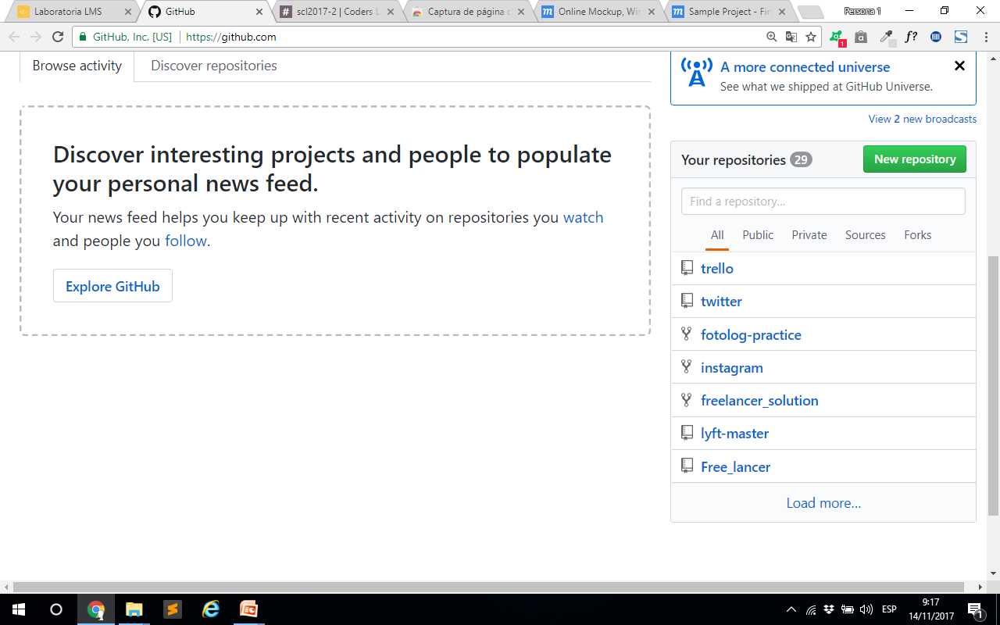 Laboratoria LMS
GitHub
scl2017-2 | Coders L
Captura de página c
Online Mockup, Wir
Sample Project - Fin
Persona 1
GitHub, Inc. [US]
https://github.com
1
Browse activity
Discover repositories
Discover interesting projects and people to populate
your personal news feed.
Your news feed helps you keep up with recent activity on repositories you watch
and people you follow.
Explore GitHub
A more connected universe
See what we shipped at GitHub Universe.
View 2 new broadcasts
Your repositories 29
New repository
Find a repository...
All Public Private Sources Forks
trello
twitter
fotolog-practice
instagram
freelancer_solution
lyft-master
Free_lancer
Load more...
ESP
9:17
14/11/2017
1